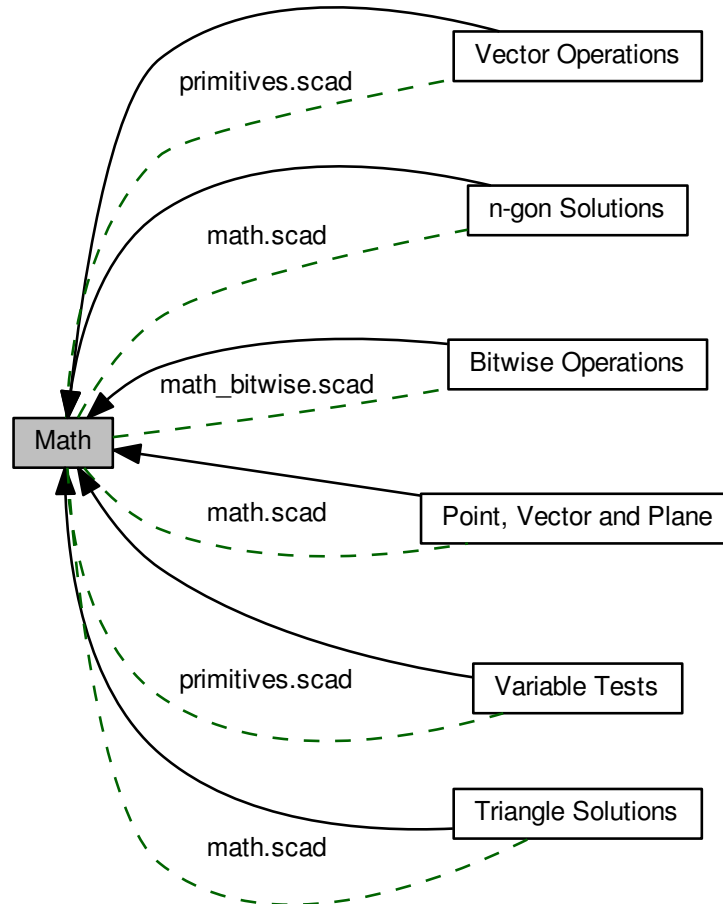 Vector Operations
primitives.scad
n-gon Solutions
math.scad
Bitwise Operations
math_bitwise.scad
Math
Point, Vector and Plane
math.scad
Variable Tests
primitives.scad
Triangle Solutions
math.scad